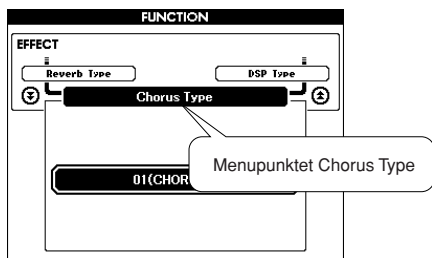 FUNCTION
EFFECT
Reverb Type
DSP Type
Chorus Type
Menupunktet Chorus Type
01(CHOR